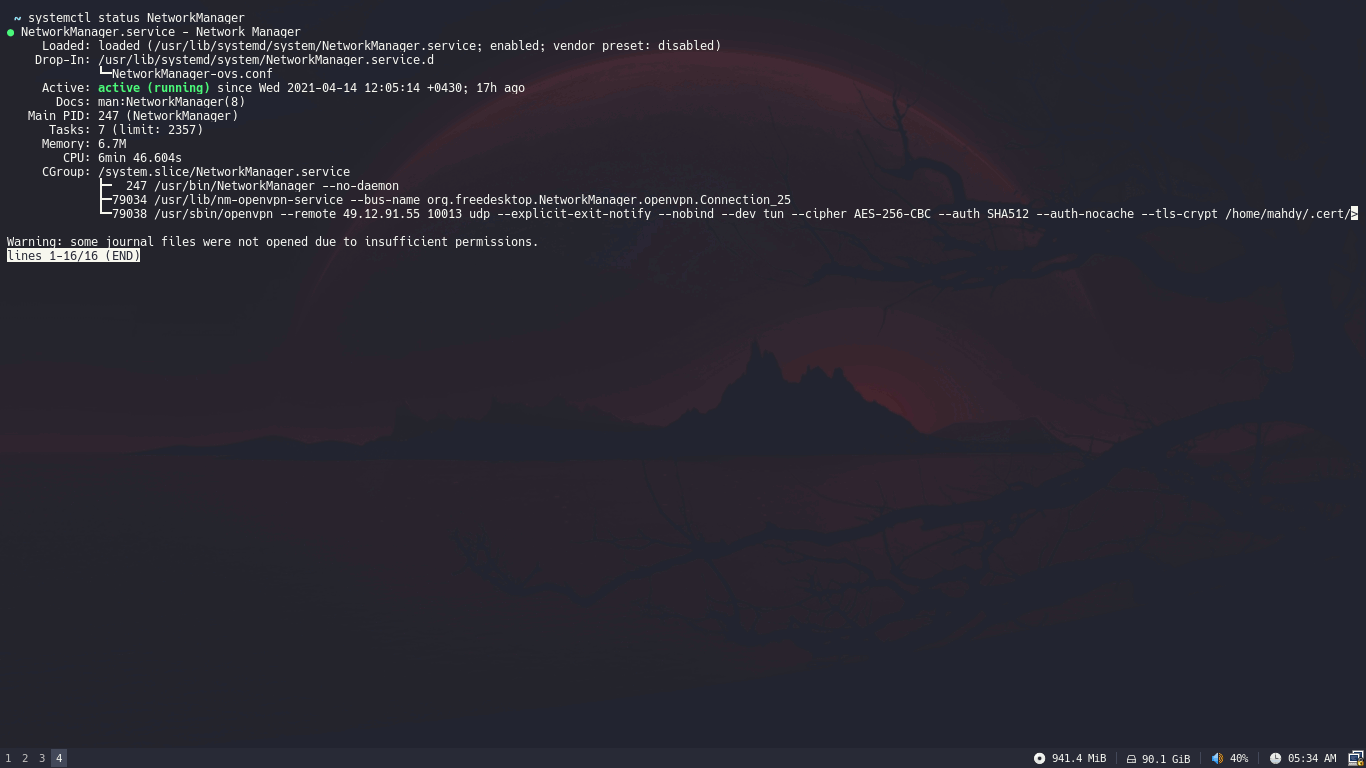 ~ systemctl status NetworkManager
● NetworkManager.service - Network Manager
Loaded: loaded (/usr/lib/systemd/system/NetworkManager.service; enabled; vendor preset: disabled)
Drop-In: /usr/lib/systemd/system/NetworkManager.service.d
└─NetworkManager-ovs.conf
Active: active (running) since Wed 2021-04-14 12:05:14 +0430; 17h ago
Docs: man:NetworkManager(8)
Main PID: 247 (NetworkManager)
Tasks: 7 (limit: 2357)
Memory: 6.7M
CPU: 6min 46.604s
CGroup: /system.slice/NetworkManager.service
├─ 247 /usr/bin/NetworkManager --no-daemon
├─79034 /usr/lib/nm-openvpn-service --bus-name org.freedesktop.NetworkManager.openvpn.Connection_25
└─79038 /usr/sbin/openvpn --remote 49.12.91.55 10013 udp --explicit-exit-notify --nobind --dev tun --cipher AES-256-CBC --auth SHA512 --auth-nocache --tls-crypt /home/mahdy/.cert/>
Warning: some journal files were not opened due to insufficient permissions.
lines 1-16/16 (END)
1 2 3 4 941.4 MiB 90.1 GiB 40% 05:34 AM